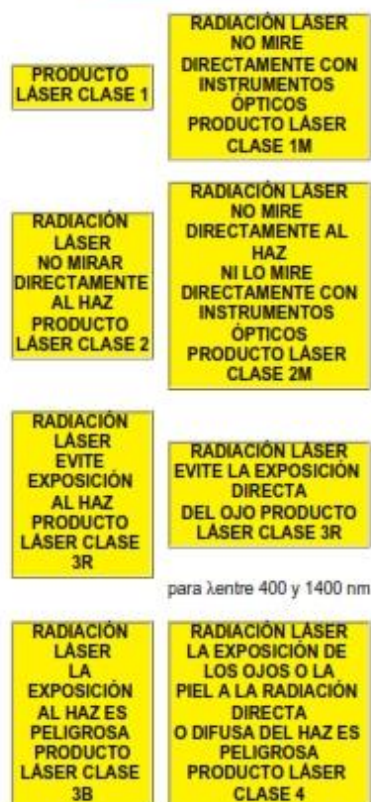 PRODUCTO
LÁSER CLASE 1
RADIACIÓN LÁSER
NO MIRE
DIRECTAMENTE CON
INSTRUMENTOS
ÓPTICOS
PRODUCTO LÁSER
CLASE 1M
RADIACIÓN
LÁSER
NO MIRAR
DIRECTAMENTE
AL HAZ
PRODUCTO
LÁSER CLASE 2
RADIACIÓN LÁSER
NO MIRE
DIRECTAMENTE AL
HAZ
NI LO MIRE
DIRECTAMENTE CON
INSTRUMENTOS
ÓPTICOS
PRODUCTO LÁSER
CLASE 2M
RADIACIÓN
LÁSER
EVITE
EXPOSICIÓN
AL HAZ
PRODUCTO
LÁSER CLASE
3R
RADIACIÓN LÁSER
EVITE LA EXPOSICIÓN
DIRECTA
DEL OJO PRODUCTO
LÁSER CLASE 3R
para λentre 400 y 1400 nm
RADIACIÓN
LÁSER
LA
EXPOSICIÓN
AL HAZ ES
PELIGROSA
PRODUCTO
LÁSER CLASE
3B
RADIACIÓN LÁSER
LA EXPOSICIÓN DE
LOS OJOS O LA
PIEL A LA RADIACIÓN
DIRECTA
O DIFUSA DEL HAZ ES
PELIGROSA
PRODUCTO LÁSER
CLASE 4